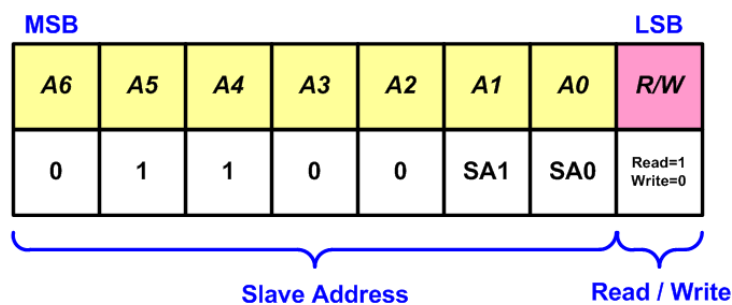 MSB LSB
A6 A5 A4 A3 A2 A1 A0 R/W
0 1 1 0 0 SA1 SA0 Read=1
Write=0
Slave Address Read / Write